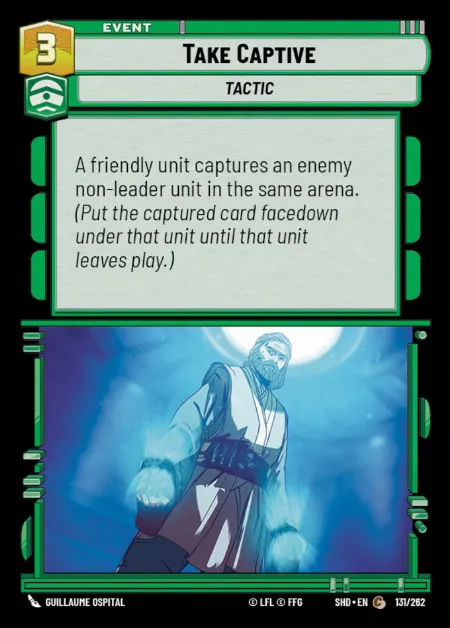 EVENT
3
TAKE CAPTIVE
TACTIC
A friendly unit captures an enemy
non-leader unit in the same arena.
(Put the captured card facedown
under that unit until that unit
leaves play.)
GUILLAUME OSPITAL
© LFL © FFG
SHD • EN C 131/262